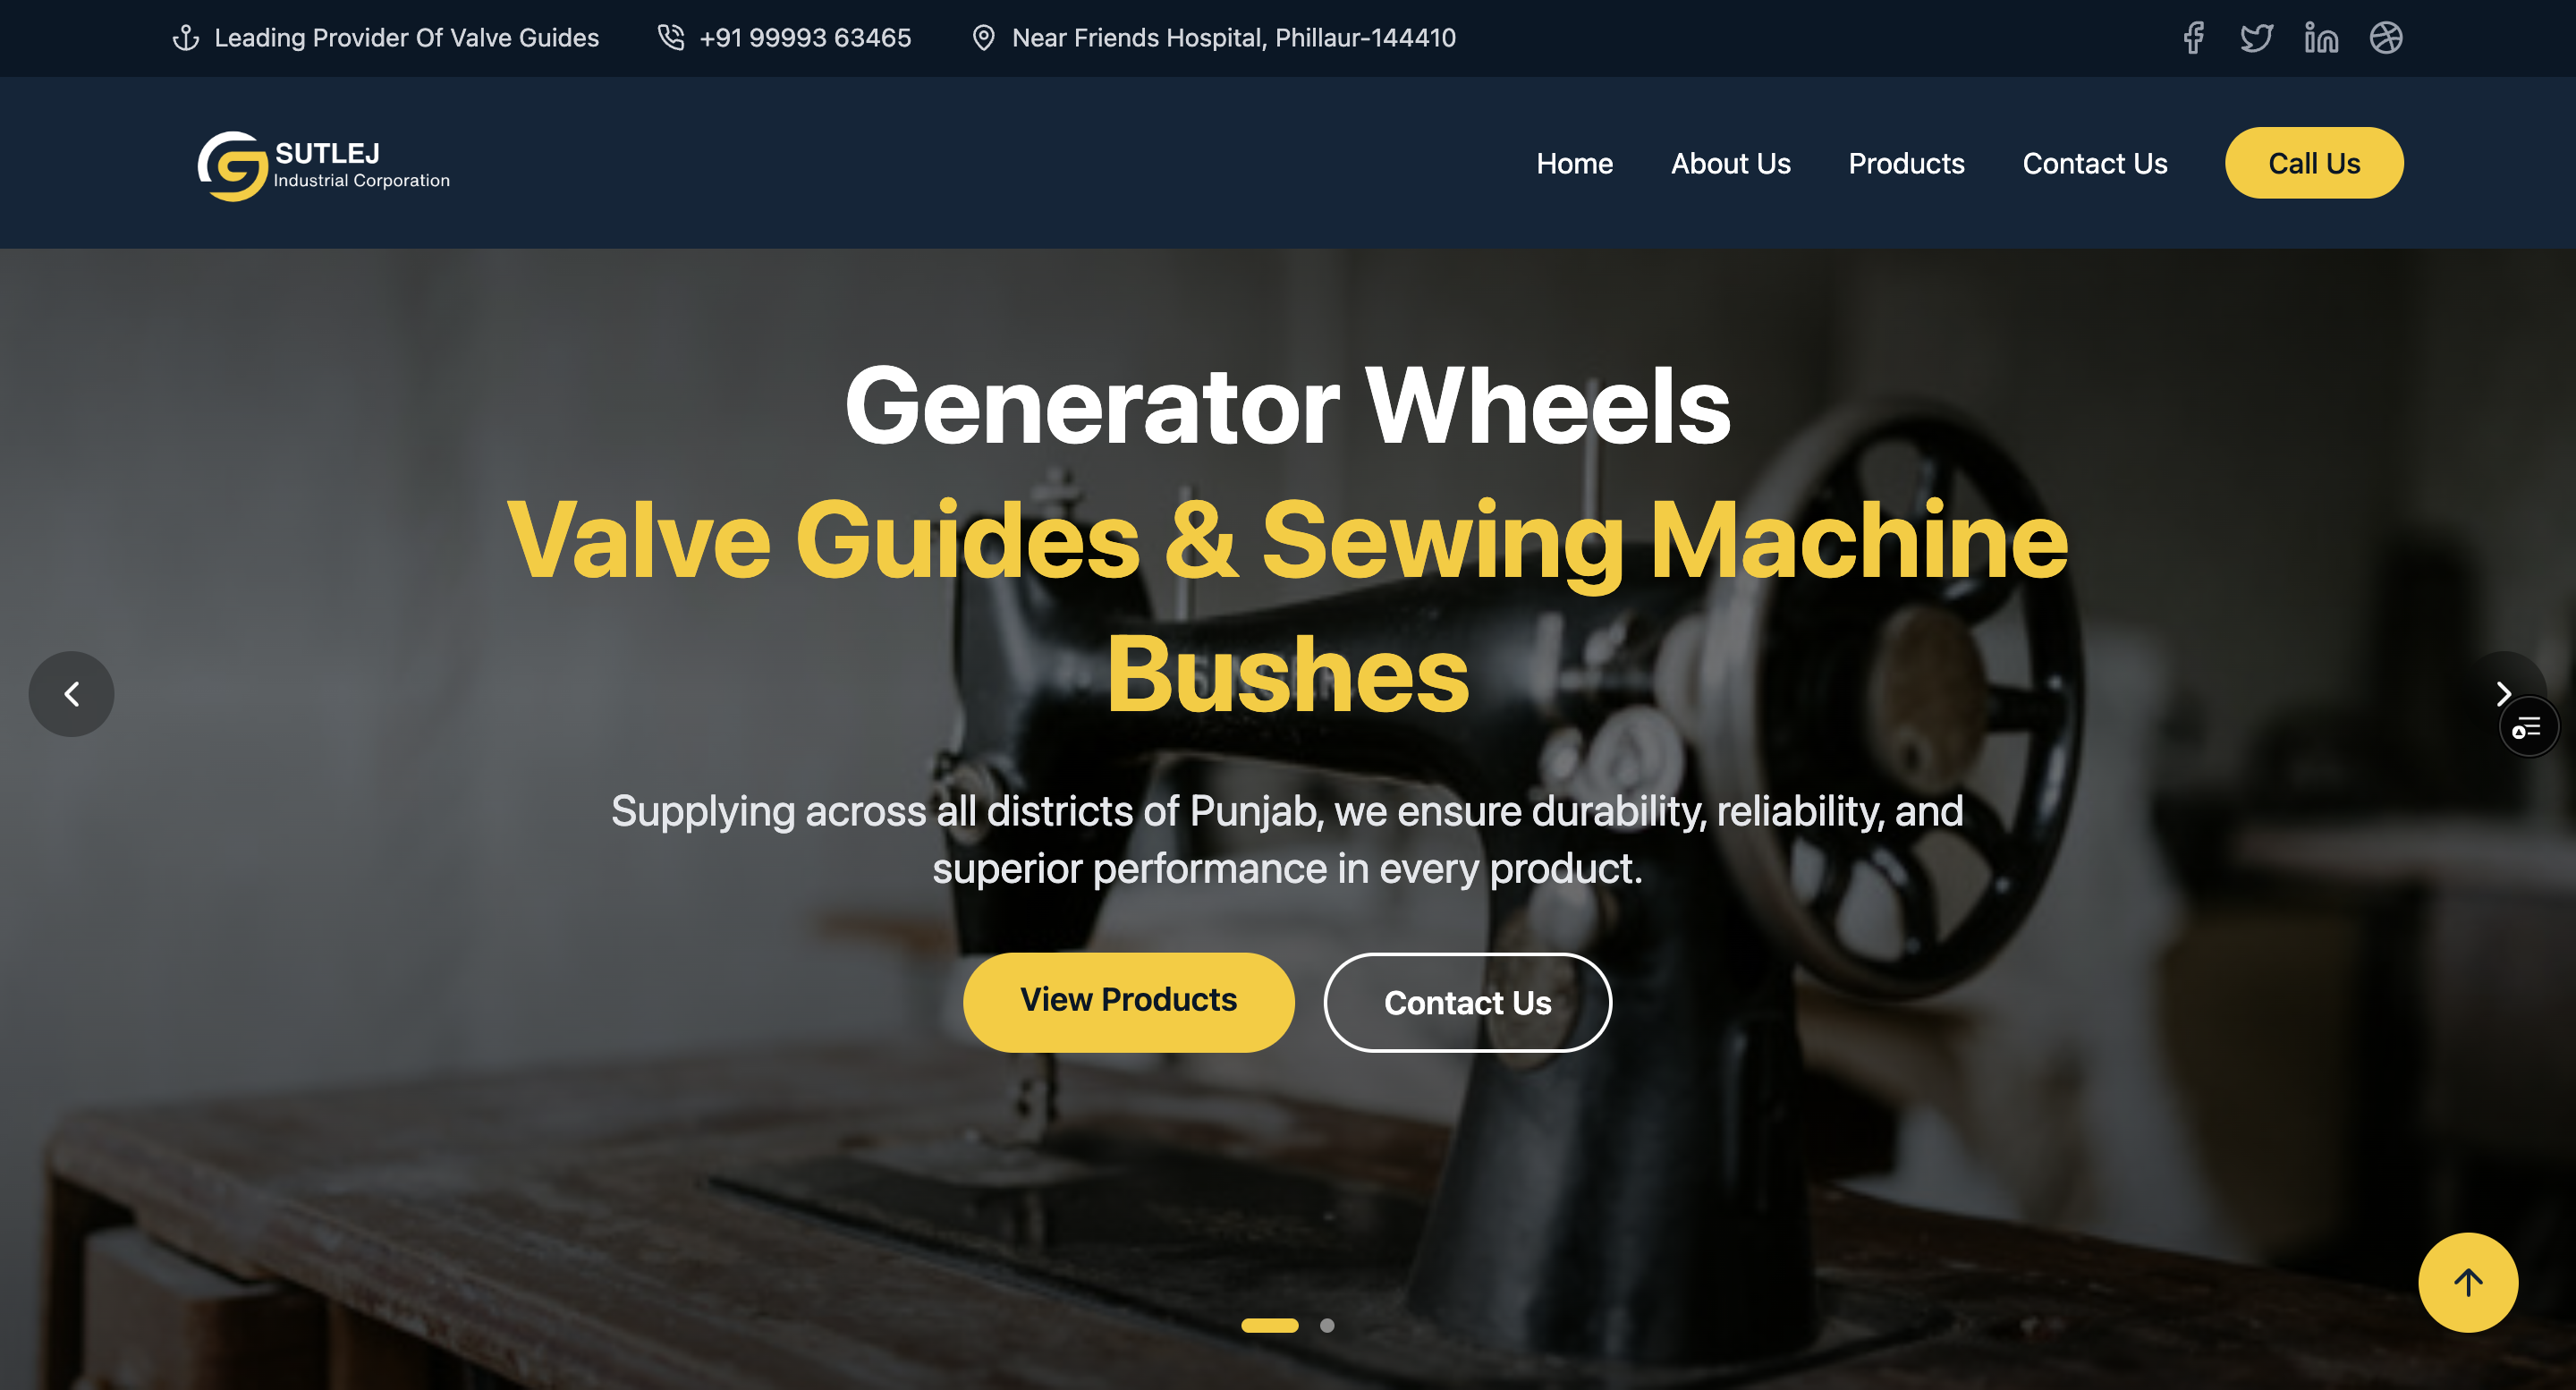 Leading Provider Of Valve Guides
+91 99993 63465
Near Friends Hospital, Phillaur-144410
SUTLEJ
Industrial Corporation
Home
About Us
Products
Contact Us
Call Us
Generator Wheels
Valve Guides & Sewing Machine
Bushes
Supplying across all districts of Punjab, we ensure durability, reliability, and
superior performance in every product.
View Products
Contact Us